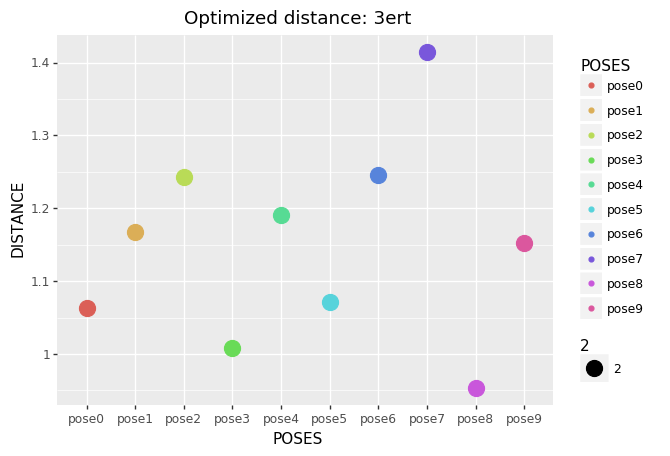 Optimized distance: 3ert
DISTANCE
1.4
1.3
1.2
1.1
1
pose0 pose1 pose2 pose3 pose4 pose5 pose6 pose7 pose8 pose9
POSES
POSES
pose0
pose1
pose2
pose3
pose4
pose5
pose6
pose7
pose8
pose9
2
2